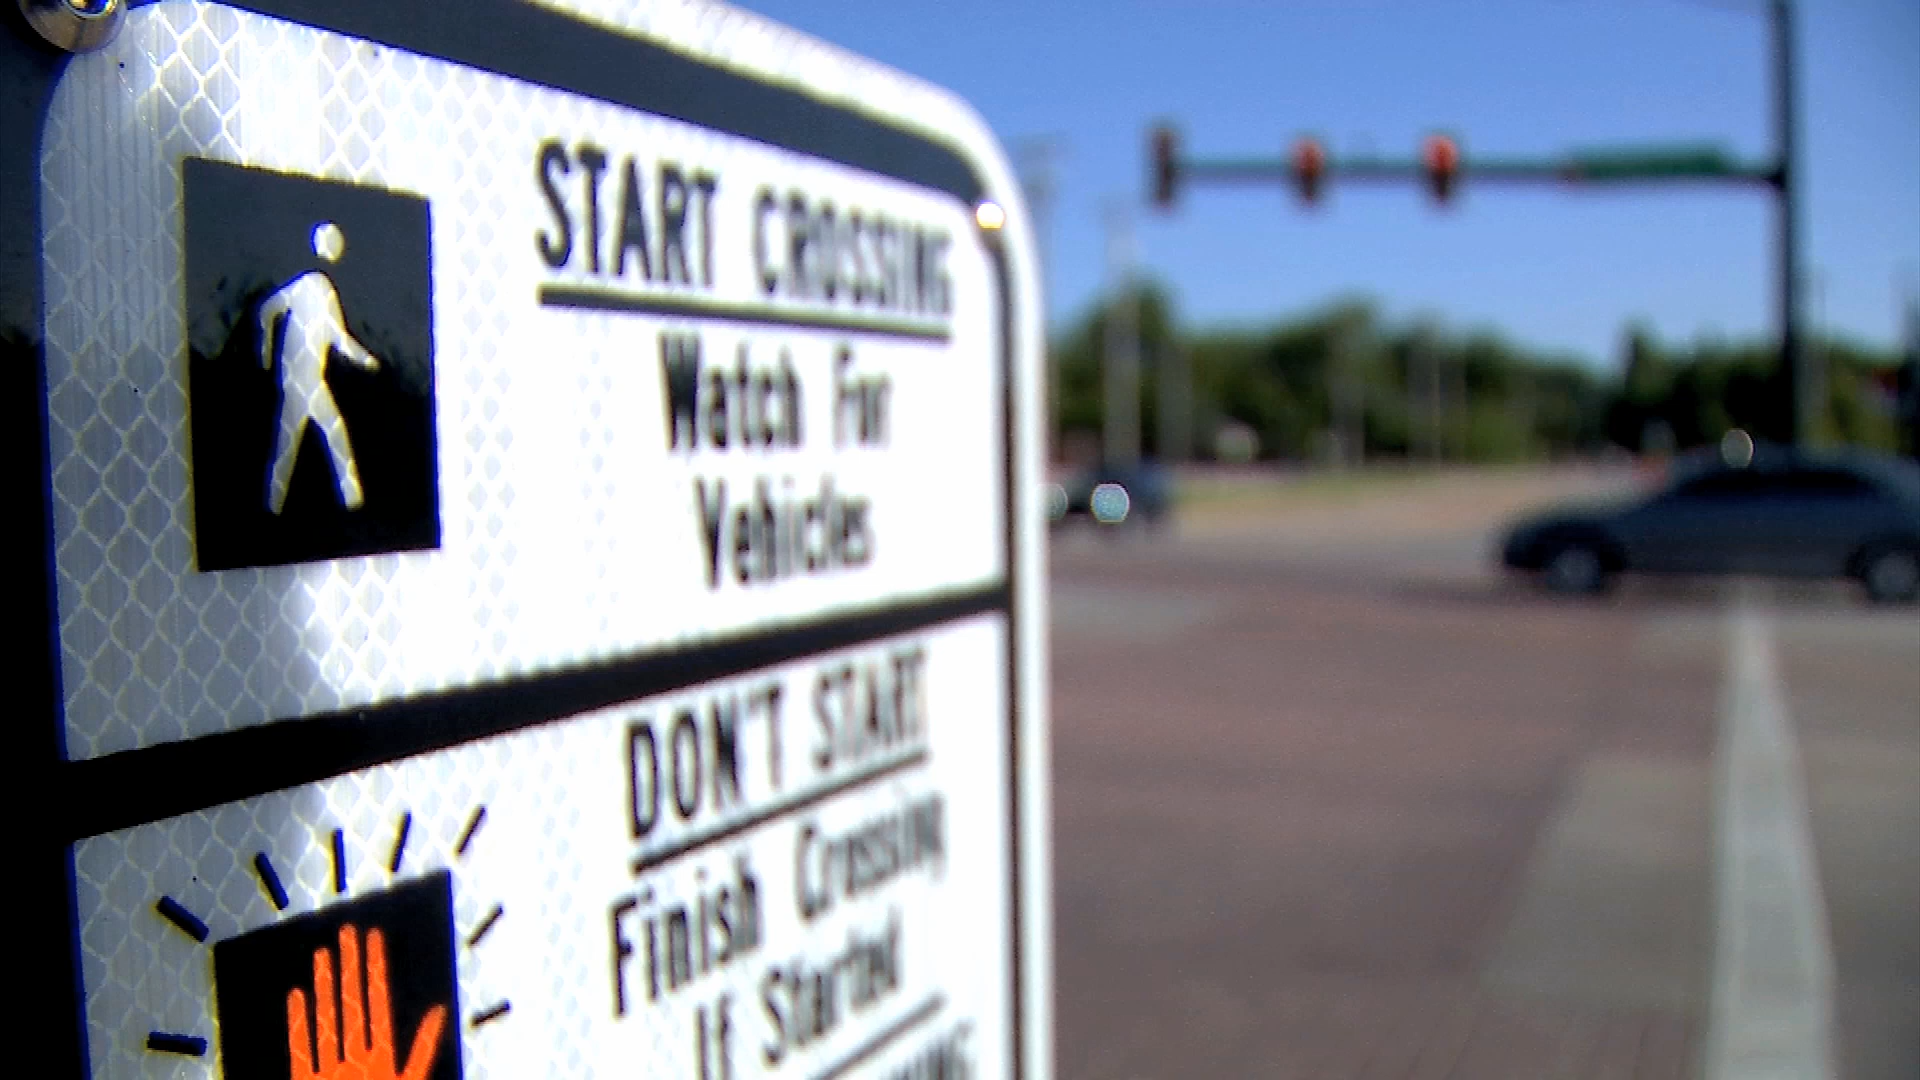 START CROSSING
Watch For
Vehicles
DON'T START
Finish Crossing
If Started